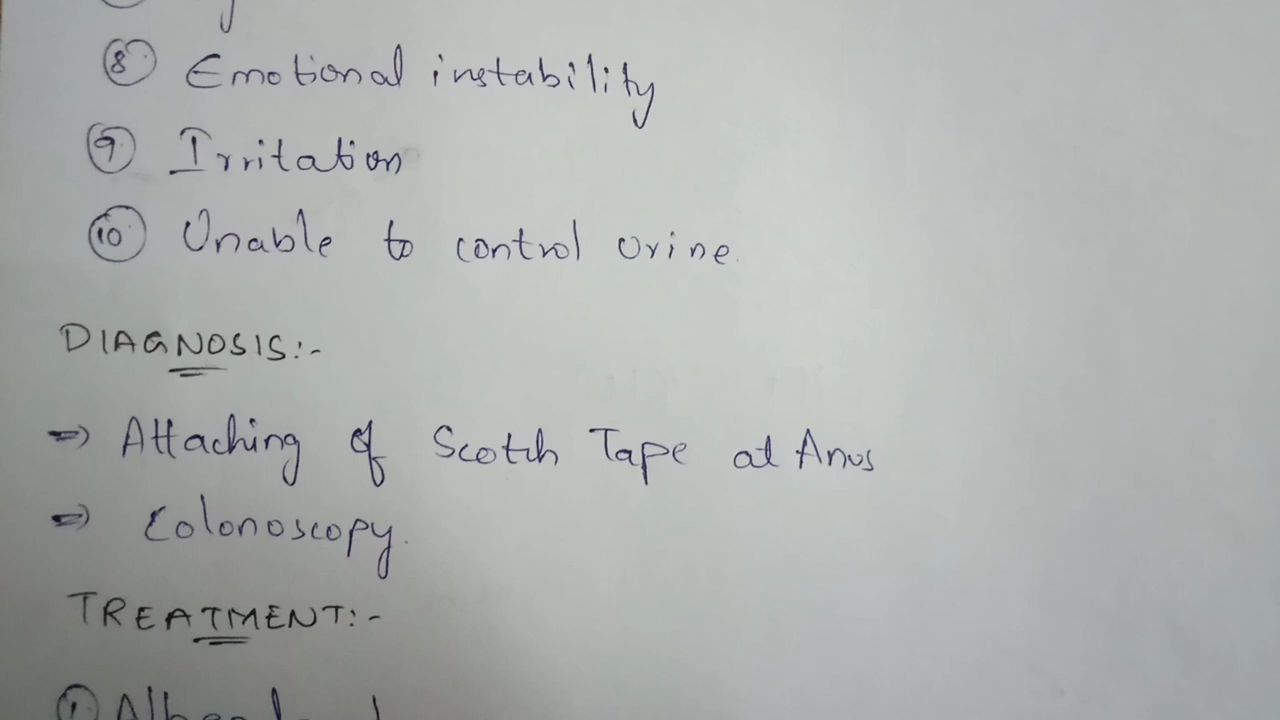 ⑧ Emotional instability
⑨ Irritation
⑩ Unable to control urine.
DIAGNOSIS:-
⇒ Attaching of Scotch Tape at Anus
⇒ Colonoscopy.
TREATMENT:-
①